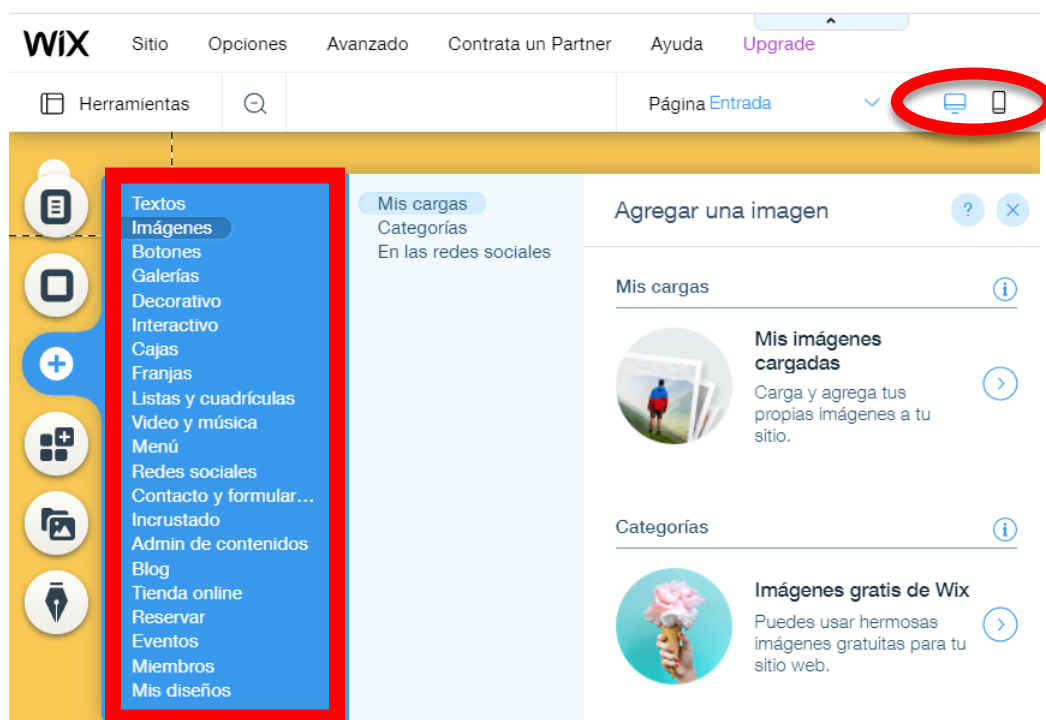 WiX
Sitio
Opciones
Avanzado
Contrata un Partner
Ayuda
Upgrade
Herramientas
Página Entrada
Textos
Imágenes
Botones
Galerías
Decorativo
Interactivo
Cajas
Franjas
Listas y cuadrículas
Video y música
Menú
Redes sociales
Contacto y formular...
Incrustado
Admin de contenidos
Blog
Tienda online
Reservar
Eventos
Miembros
Mis diseños
Mis cargas
Categorías
En las redes sociales
Agregar una imagen
?
Mis cargas
i
Mis imágenes
cargadas
Carga y agrega tus
propias imágenes a tu
sitio.
Categorías
i
Imágenes gratis de Wix
Puedes usar hermosas
imágenes gratuitas para tu
sitio web.